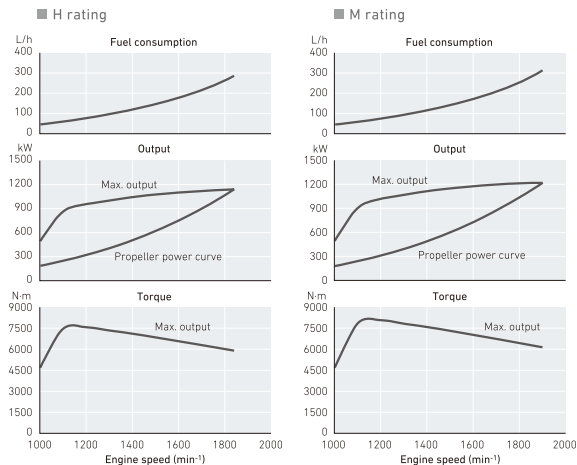 H rating
L/h
Fuel consumption
400
300
200
100
0
kW
Output
1500
1200
900
600
300
0
Max. output
Propeller power curve
N·m
Torque
9000
7500
6000
4500
3000
1500
0
Max. output
1000 1200 1400 1600 1800 2000
Engine speed (min-1)
M rating
L/h
Fuel consumption
400
300
200
100
0
kW
Output
1500
1200
900
600
300
0
Max. output
Propeller power curve
N·m
Torque
9000
7500
6000
4500
3000
1500
0
Max. output
1000 1200 1400 1600 1800 2000
Engine speed (min-1)